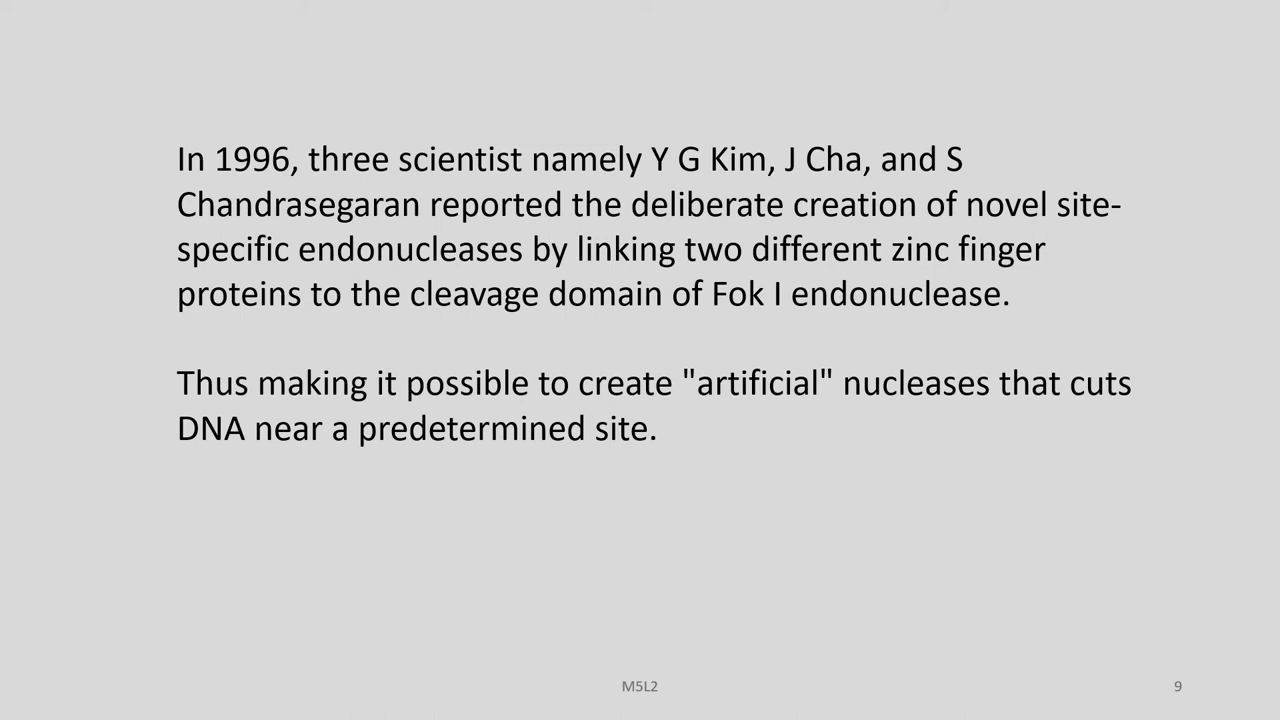 In 1996, three scientist namely Y G Kim, J Cha, and S
Chandrasegaran reported the deliberate creation of novel site-
specific endonucleases by linking two different zinc finger
proteins to the cleavage domain of Fok I endonuclease.
Thus making it possible to create "artificial" nucleases that cuts
DNA near a predetermined site.
M5L2
9